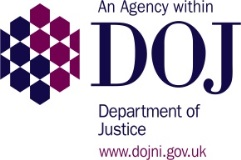 An Agency within
DOJ
Department of
Justice
www.dojni.gov.uk